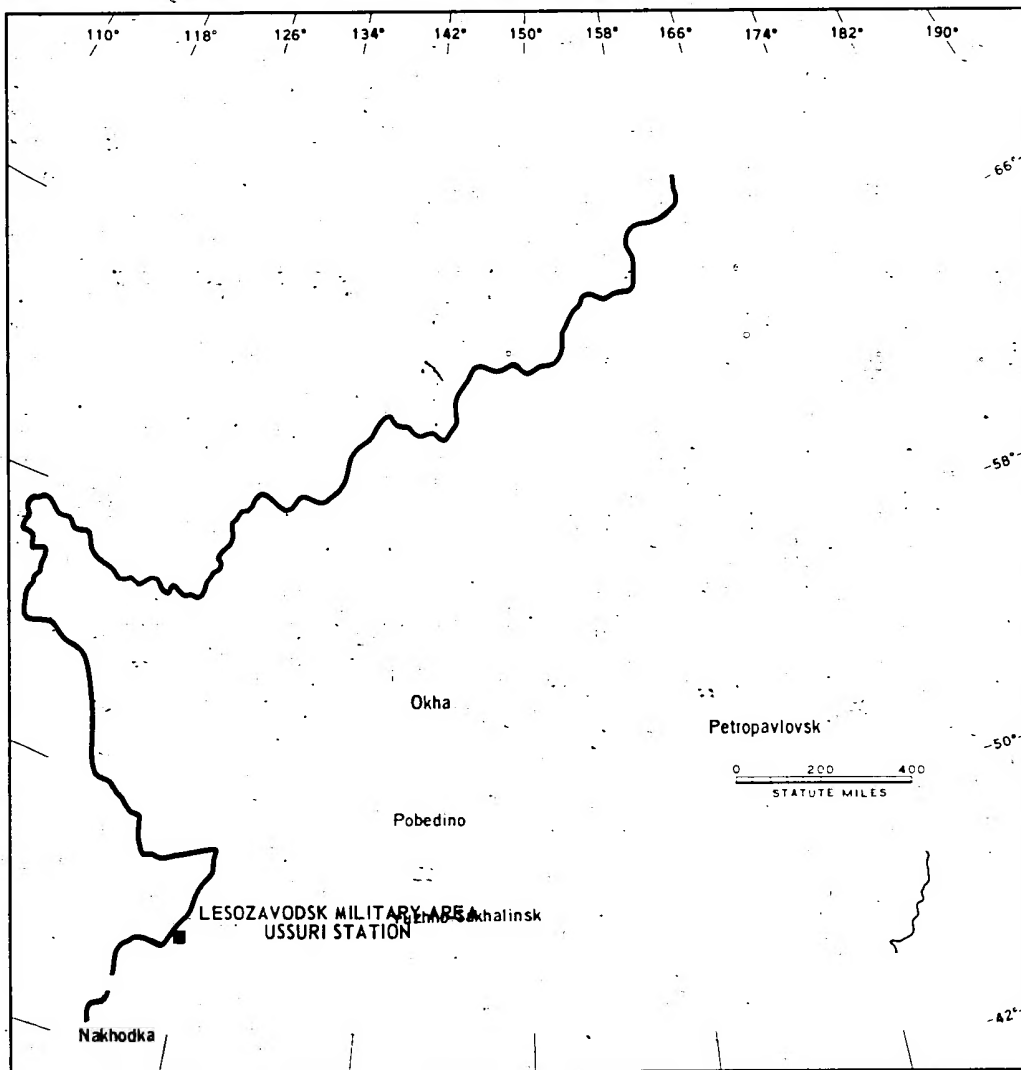 110° 118° 126° 134° 142° 150° 158° 166° 174° 182° 190°
66°
58°
Okha
Petropavlovsk
50°
0 200 400
STATUTE MILES
Pobedino
LESOZAVODSK MILITARY AREA
Yuzhno-Sakhalinsk
USSURI STATION
42°
Nakhodka